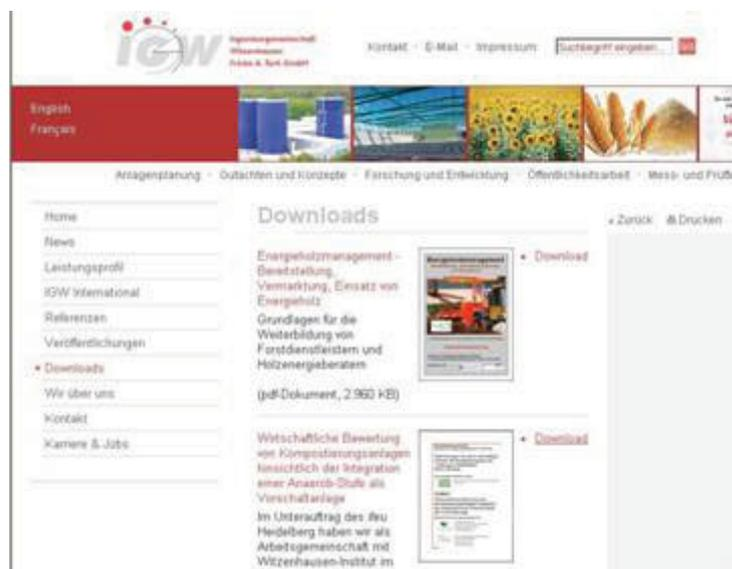 IGW
Ingenieurgemeinschaft
Witzenhausen
Fricke & Turk GmbH
Kontakt · E-Mail · Impressum
Suchbegriff eingeben...
GO
English
Français
Anlagenplanung · Gutachten und Konzepte · Forschung und Entwicklung · Öffentlichkeitsarbeit · Mess- und Prüft
Home
News
Leistungsprofil
IGW International
Referenzen
Veröffentlichungen
Downloads
Wir über uns
Kontakt
Karriere & Jobs
Downloads
Zurück
Drucken
Energieholzmanagement -
Bereitstellung,
Vermarktung, Einsatz von
Energieholz
Grundlagen für die
Weiterbildung von
Forstdienstleistern und
Holzenergieberatern
(pdf-Dokument, 2.960 KB)
Energieholzmanagement
Download
Wirtschaftliche Bewertung
von Kompostierungsanlagen
hinsichtlich der Integration
einer Anaerob-Stufe als
Vorschaltanlage
Im Unterauftrag des ifeu
Heidelberg haben wir als
Arbeitsgemeinschaft mit
Witzenhausen-Institut im
Download